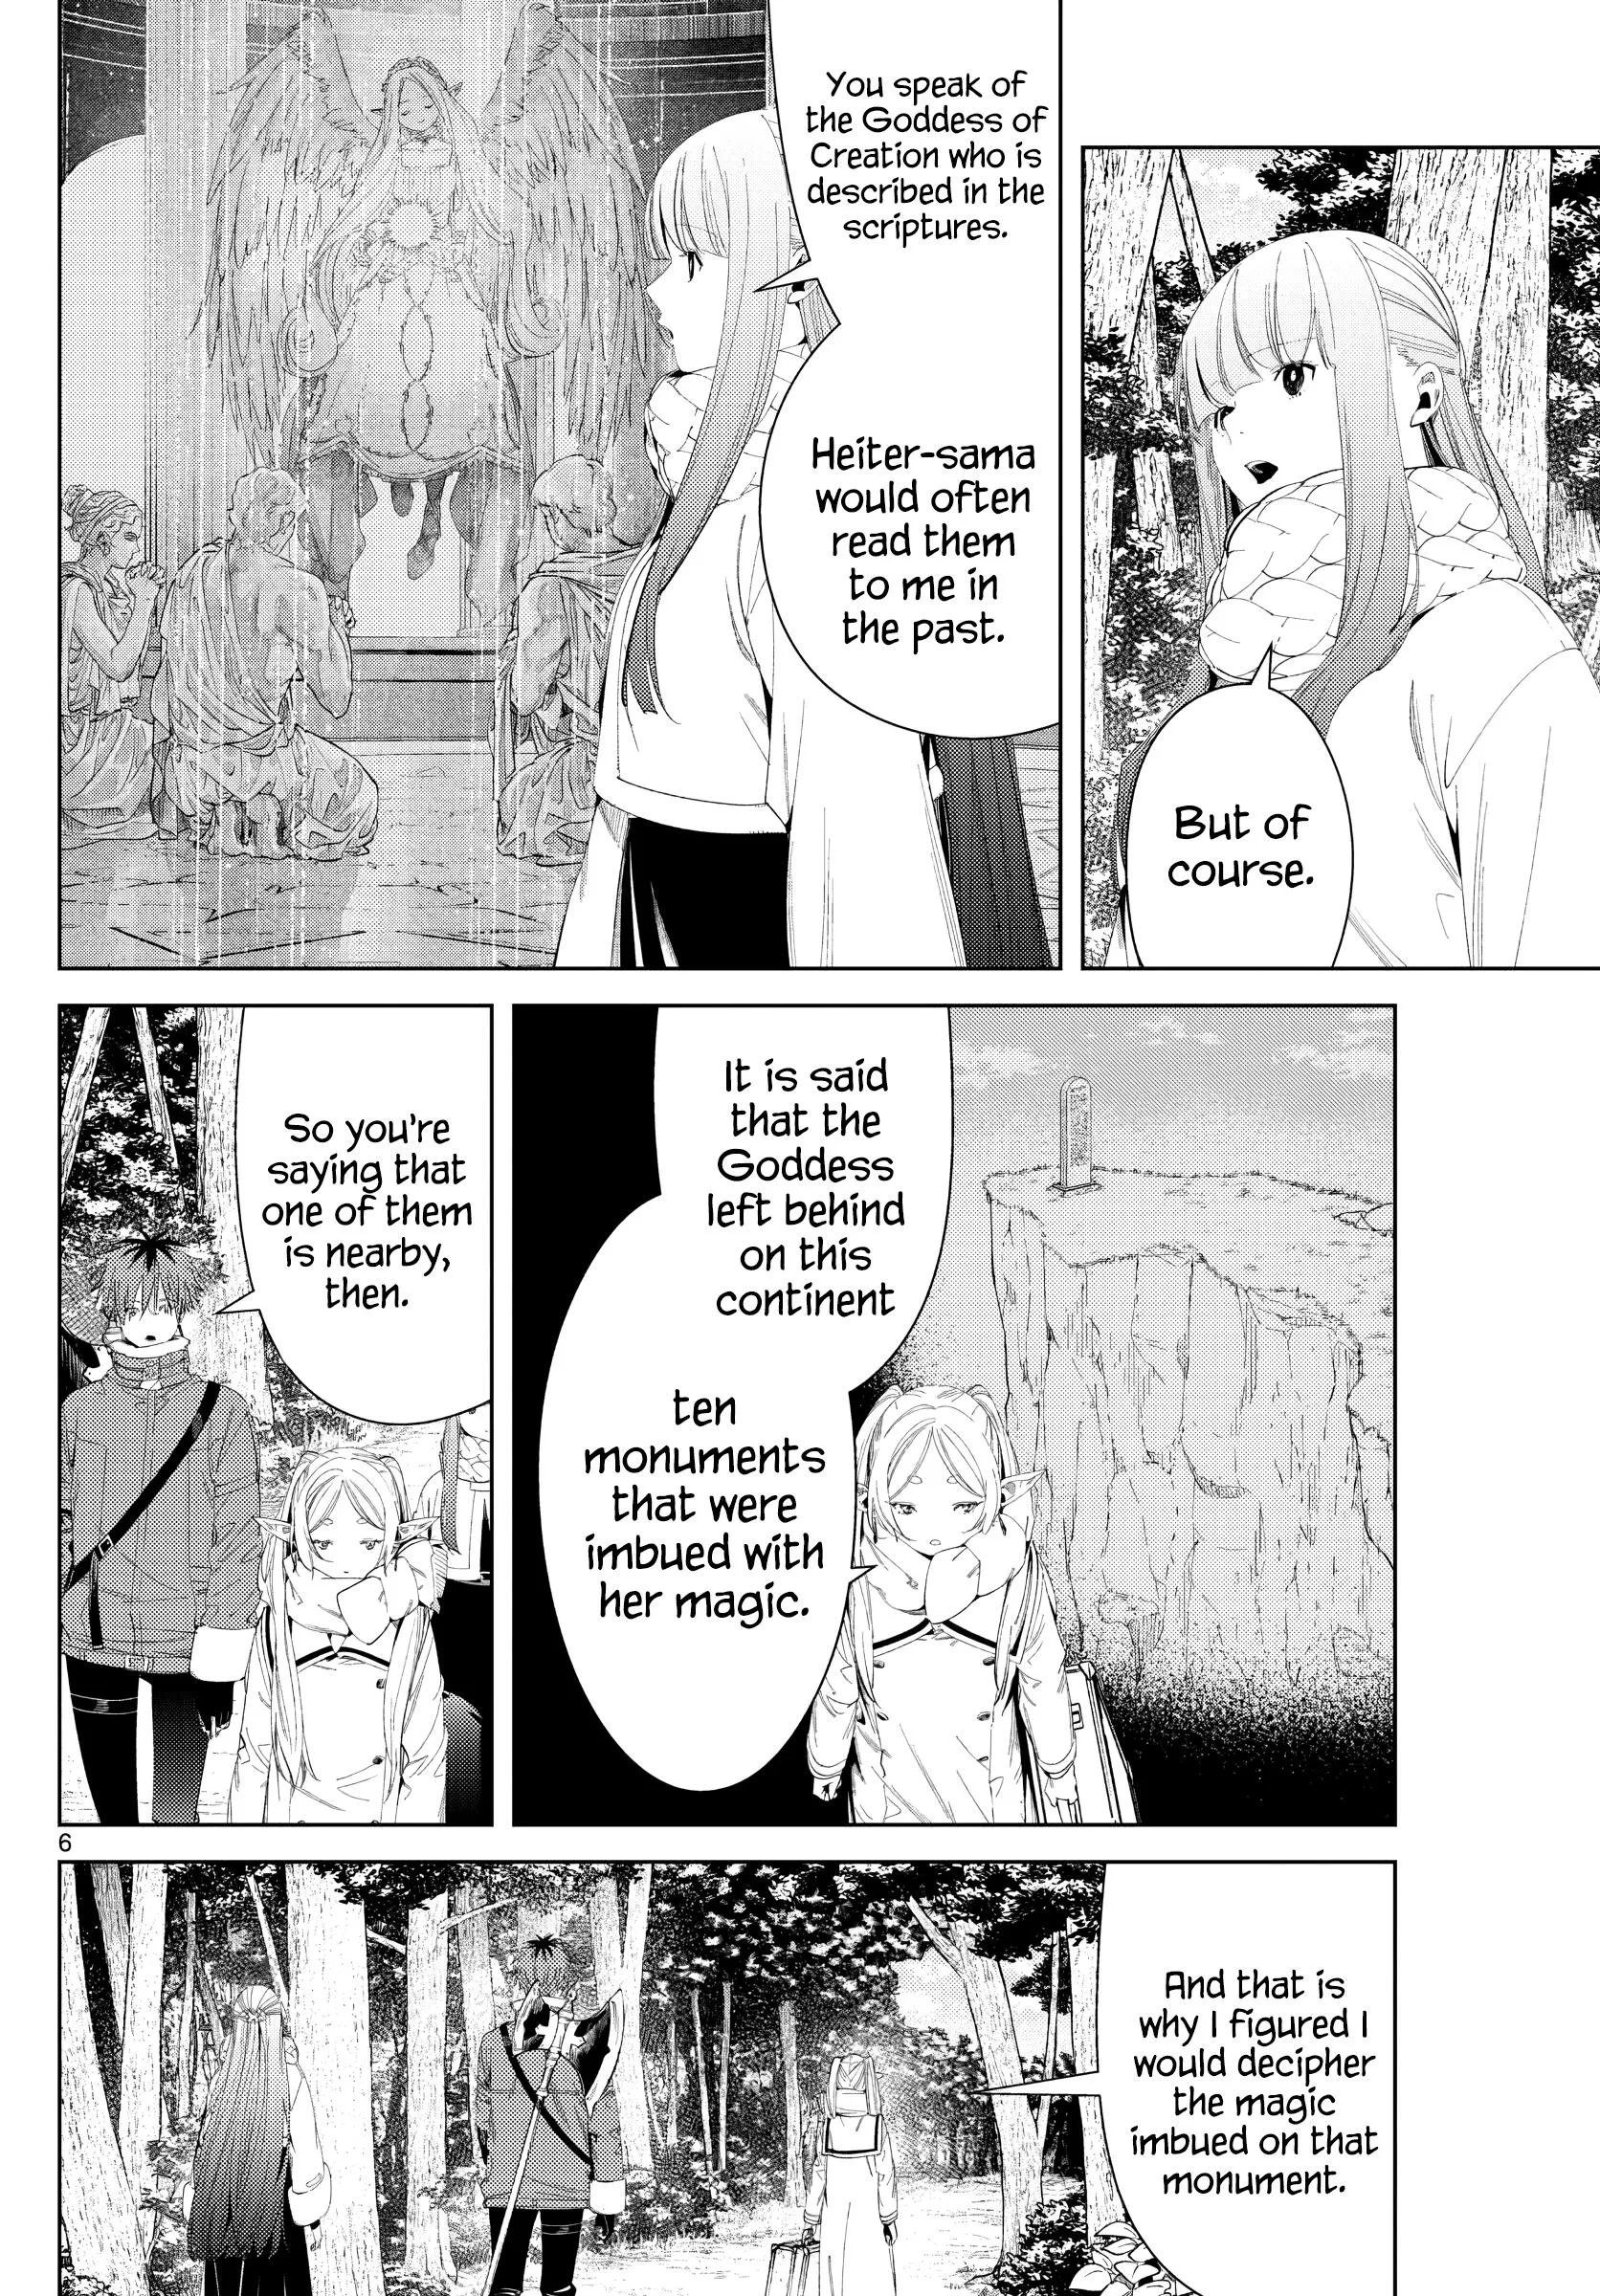 But of
course.
You speak of
the Goddess of
Creation who is
described in the
scriptures.
Heiter-sama
would often
read them
to me in
the past.
It is said
that the
Goddess
left behind
on this
continent
ten
monuments
that were
imbued with
her magic.
So you're
saying that
one of them
is nearby,
then.
6
And that is
why I figured I
would decipher
the magic
imbued on that
monument.